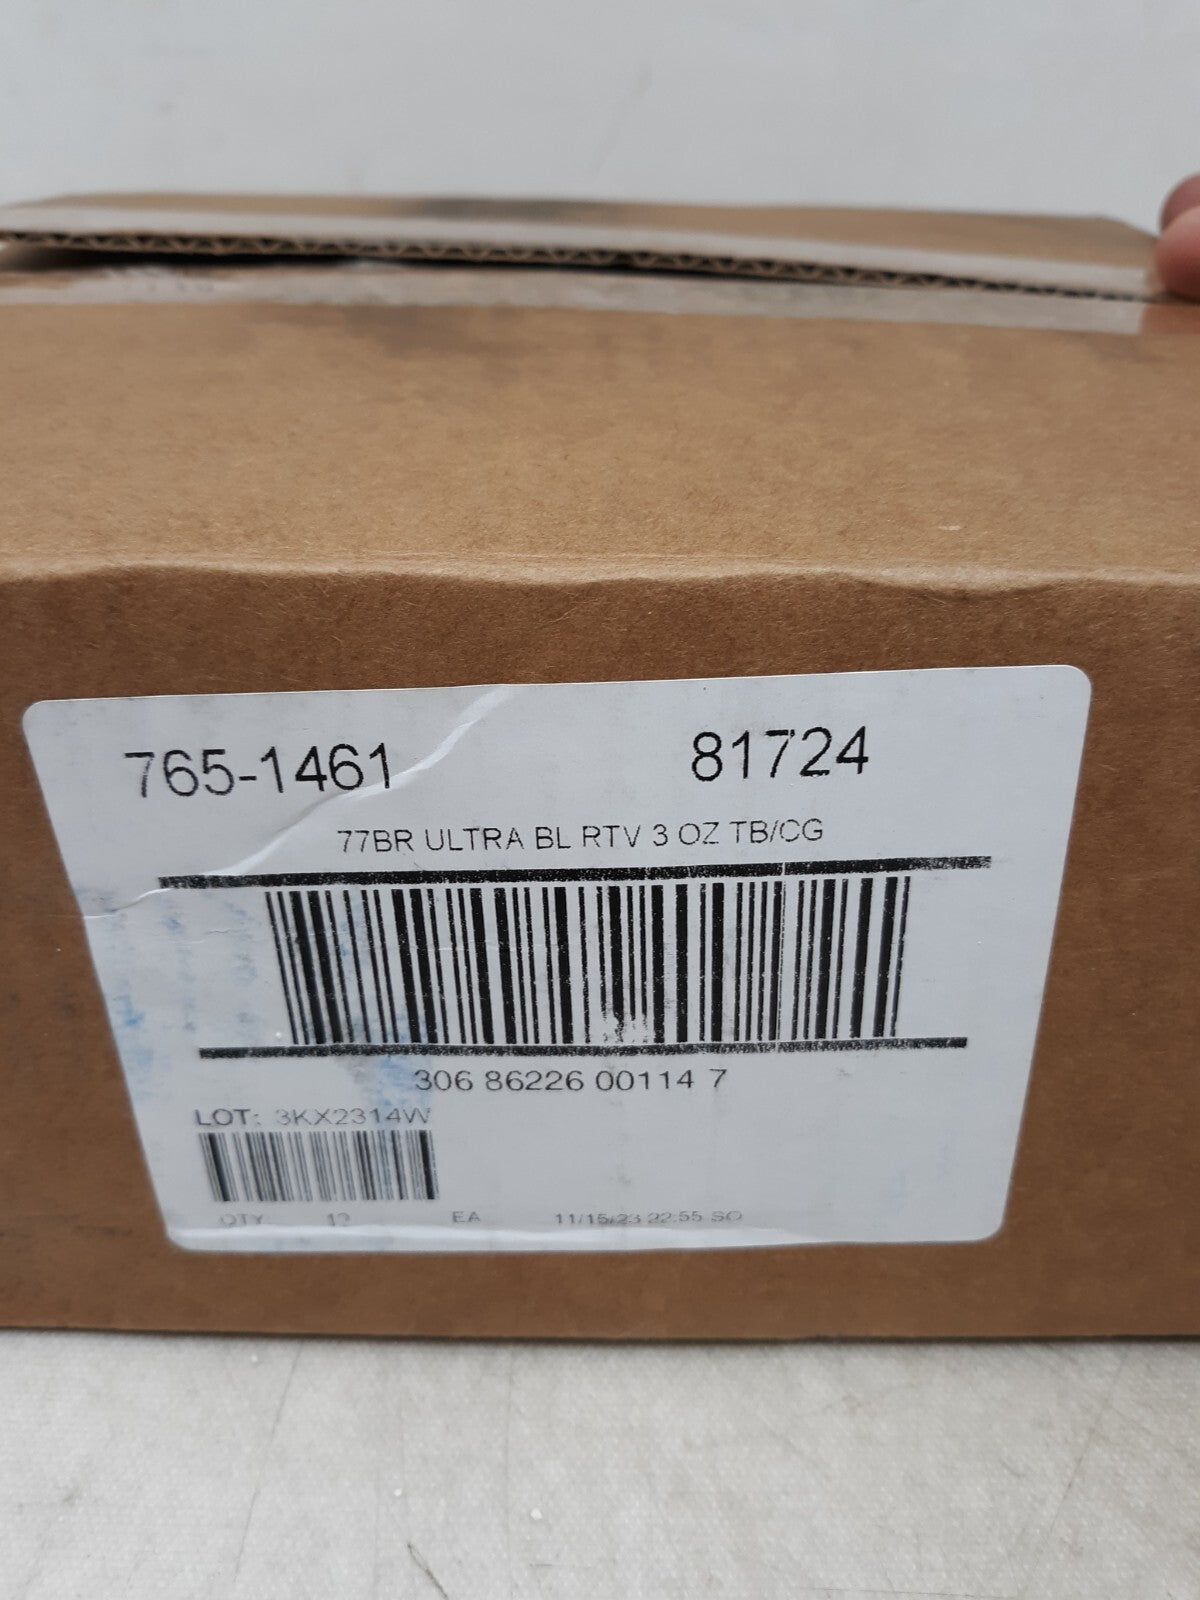 765-1461 81724
77BR ULTRA BL RTV 3 OZ TB/CG
306 86226 00114 7
LOT: 3KX2314W
QTY: 12 EA 11/15/23 22:55 SO